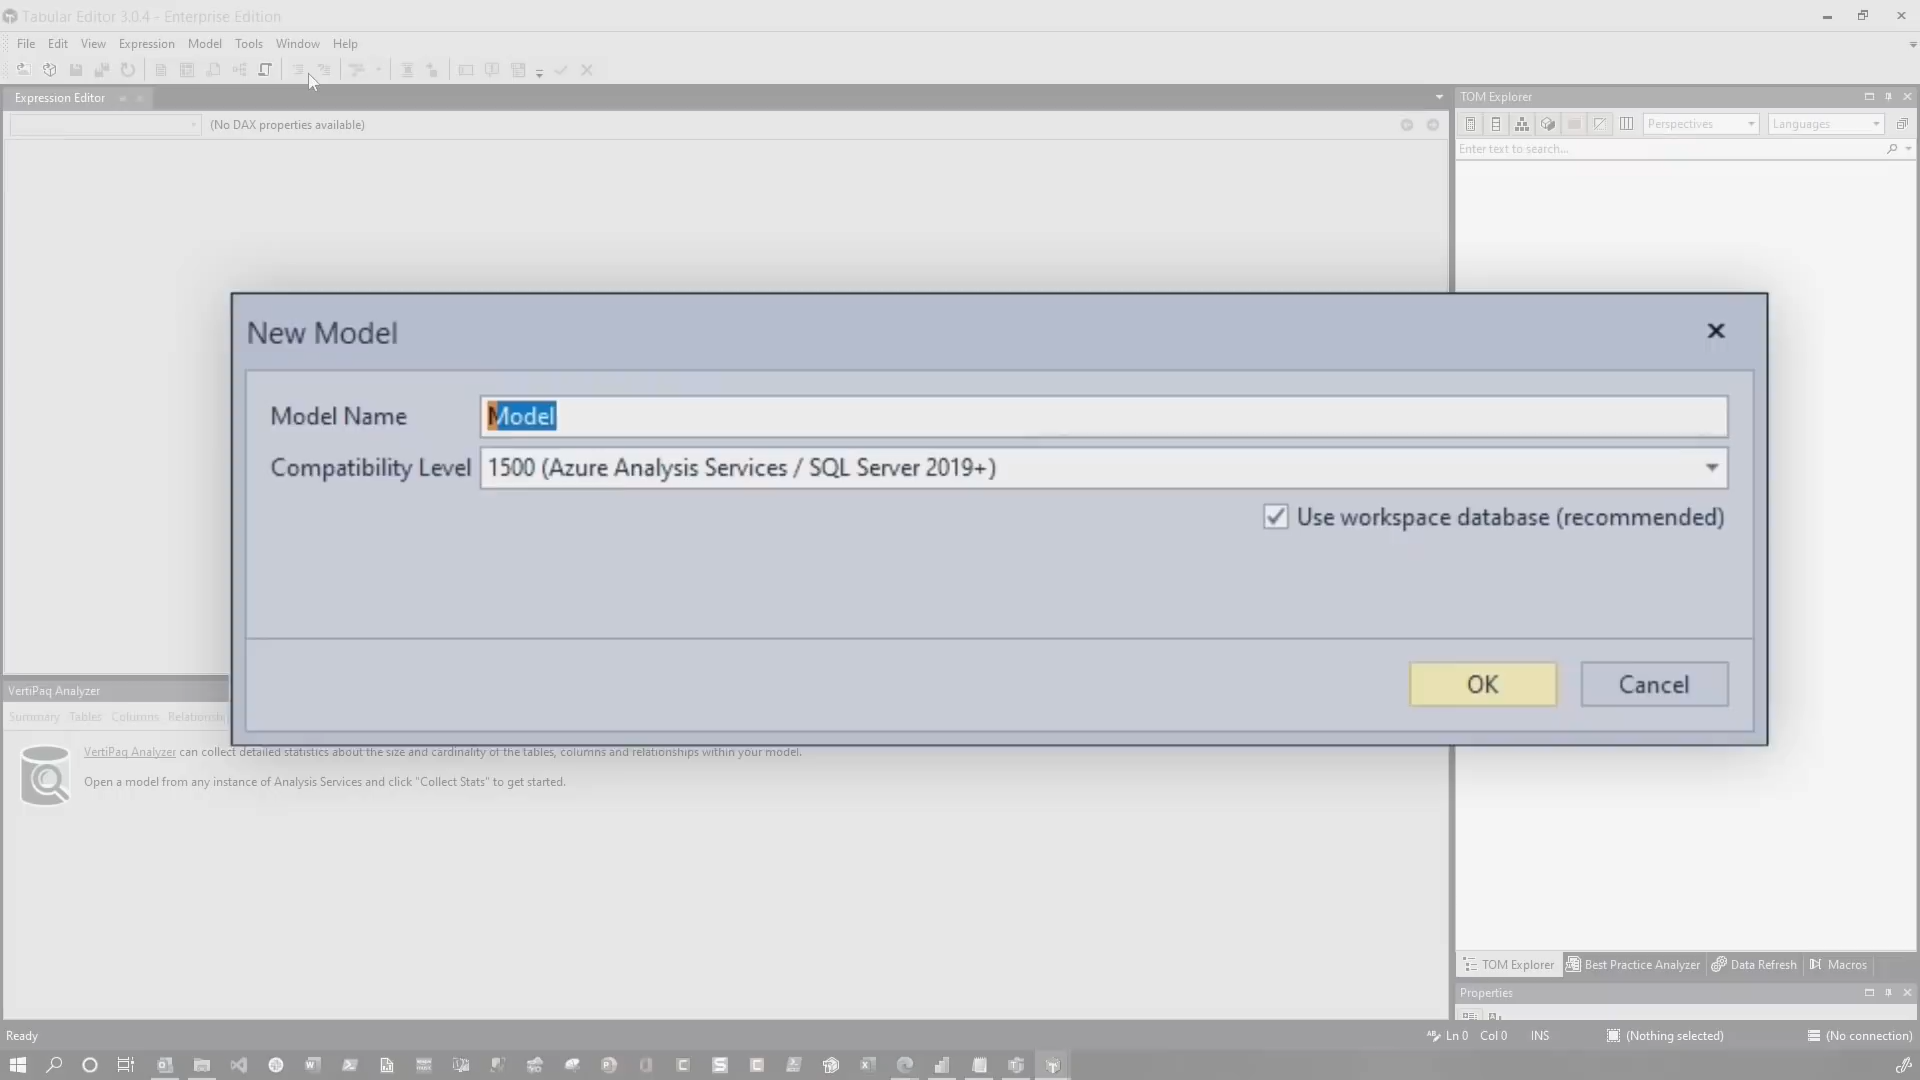 Tabular Editor 3.0.4 - Enterprise Edition
File Edit View Expression Model Tools Window Help
Expression Editor
(No DAX properties available)
TOM Explorer
Perspectives Languages
Enter text to search...
New Model
Model Name Model
Compatibility Level 1500 (Azure Analysis Services / SQL Server 2019+)
Use workspace database (recommended)
OK Cancel
VertiPaq Analyzer
Summary Tables Columns
VertiPaq Analyzer can collect detailed statistics about the size and cardinality of the tables, columns and relationships within your model.
Open a model from any instance of Analysis Services and click "Collect Stats" to get started.
TOM Explorer Best Practice Analyzer Data Refresh Macros
Properties
Ready Ln 0 Col 0 INS (Nothing selected) (No connection)